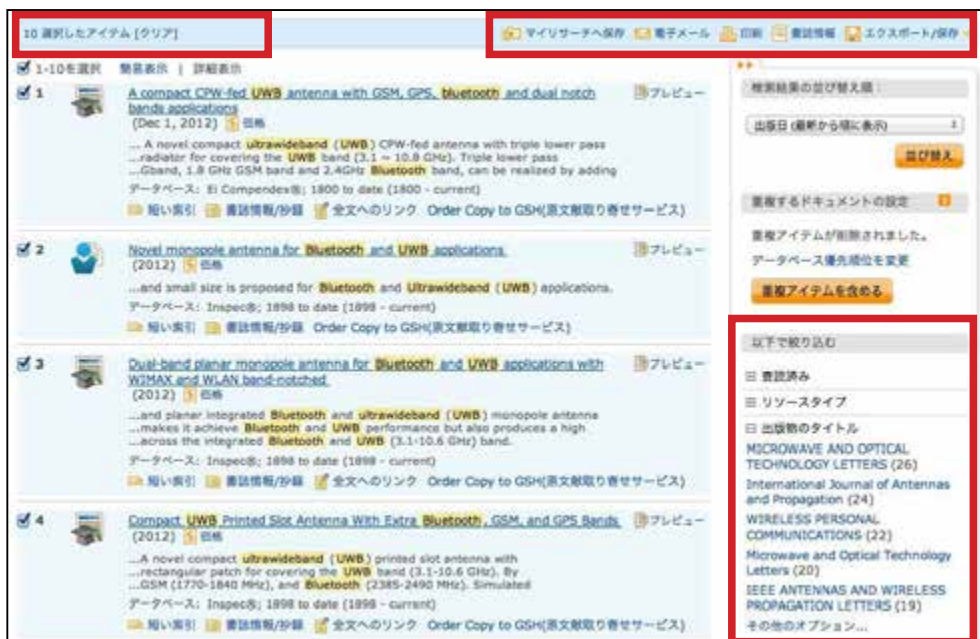 10 選択したアイテム [クリア]
マイリサーチへ保存 電子メール 印刷 書誌情報 エクスポート/保存
1-10を選択 簡易表示 | 詳細表示
1
A compact CPW-fed UWB antenna with GSM, GPS, bluetooth and dual notch
bands applications
プレビュー
(Dec 1, 2012) 価格
... A novel compact ultrawideband (UWB) CPW-fed antenna with triple lower pass
...radiator for covering the UWB band (3.1 ~ 10.8 GHz). Triple lower pass
...Gband, 1.8 GHz GSM band and 2.4GHz Bluetooth band, can be realized by adding
データベース: Ei Compendex®; 1800 to date (1800 - current)
短い索引 書誌情報/抄録 全文へのリンク Order Copy to GSH(原文献取り寄せサービス)
2
Novel monopole antenna for Bluetooth and UWB applications
プレビュー
(2012) 価格
...and small size is proposed for Bluetooth and Ultrawideband (UWB) applications.
データベース: Inspec®; 1898 to date (1898 - current)
短い索引 書誌情報/抄録 Order Copy to GSH(原文献取り寄せサービス)
3
Dual-band planar monopole antenna for Bluetooth and UWB applications with
WIMAX and WLAN band-notched
プレビュー
(2012) 価格
...and planar integrated Bluetooth and ultrawideband (UWB) monopole antenna
...makes it achieve Bluetooth and UWB performance but also produces a high
...across the integrated Bluetooth and UWB (3.1-10.6 GHz) band.
データベース: Inspec®; 1898 to date (1898 - current)
短い索引 書誌情報/抄録 全文へのリンク Order Copy to GSH(原文献取り寄せサービス)
4
Compact UWB Printed Slot Antenna With Extra Bluetooth, GSM, and GPS Bands
プレビュー
(2012) 価格
...A novel compact ultrawideband (UWB) printed slot antenna with
...rectangular patch for covering the UWB band (3.1-10.6 GHz). By
...GSM (1770-1840 MHz), and Bluetooth (2385-2490 MHz). Simulated
データベース: Inspec®; 1898 to date (1898 - current)
短い索引 書誌情報/抄録 全文へのリンク Order Copy to GSH(原文献取り寄せサービス)
検索結果の並び替え順:
出版日 (最新から順に表示)
並び替え
重複するドキュメントの設定
重複アイテムが削除されました。
データベース優先順位を変更
重複アイテムを含める
以下で絞り込む
査読済み
リソースタイプ
出版物のタイトル
MICROWAVE AND OPTICAL
TECHNOLOGY LETTERS (26)
International Journal of Antennas
and Propagation (24)
WIRELESS PERSONAL
COMMUNICATIONS (22)
Microwave and Optical Technology
Letters (20)
IEEE ANTENNAS AND WIRELESS
PROPAGATION LETTERS (19)
その他のオプション...